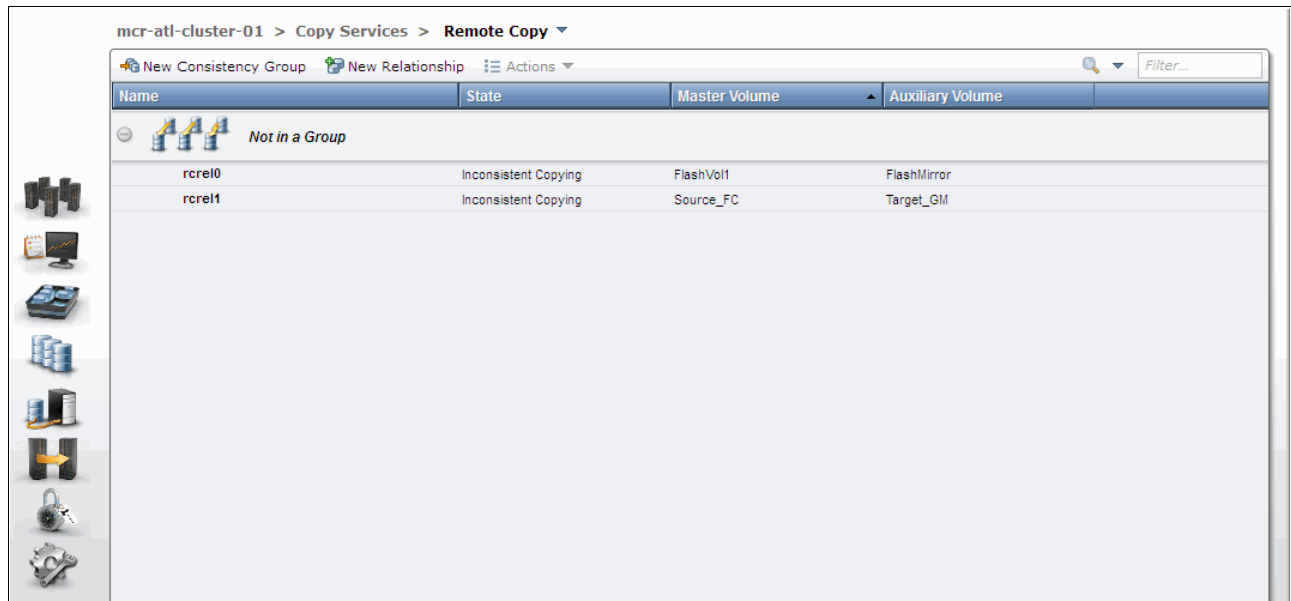 mcr-atl-cluster-01 > Copy Services > Remote Copy
New Consistency Group New Relationship Actions Filter...
Name State Master Volume Auxiliary Volume
Not in a Group
rcrel0 Inconsistent Copying FlashVol1 FlashMirror
rcrel1 Inconsistent Copying Source_FC Target_GM